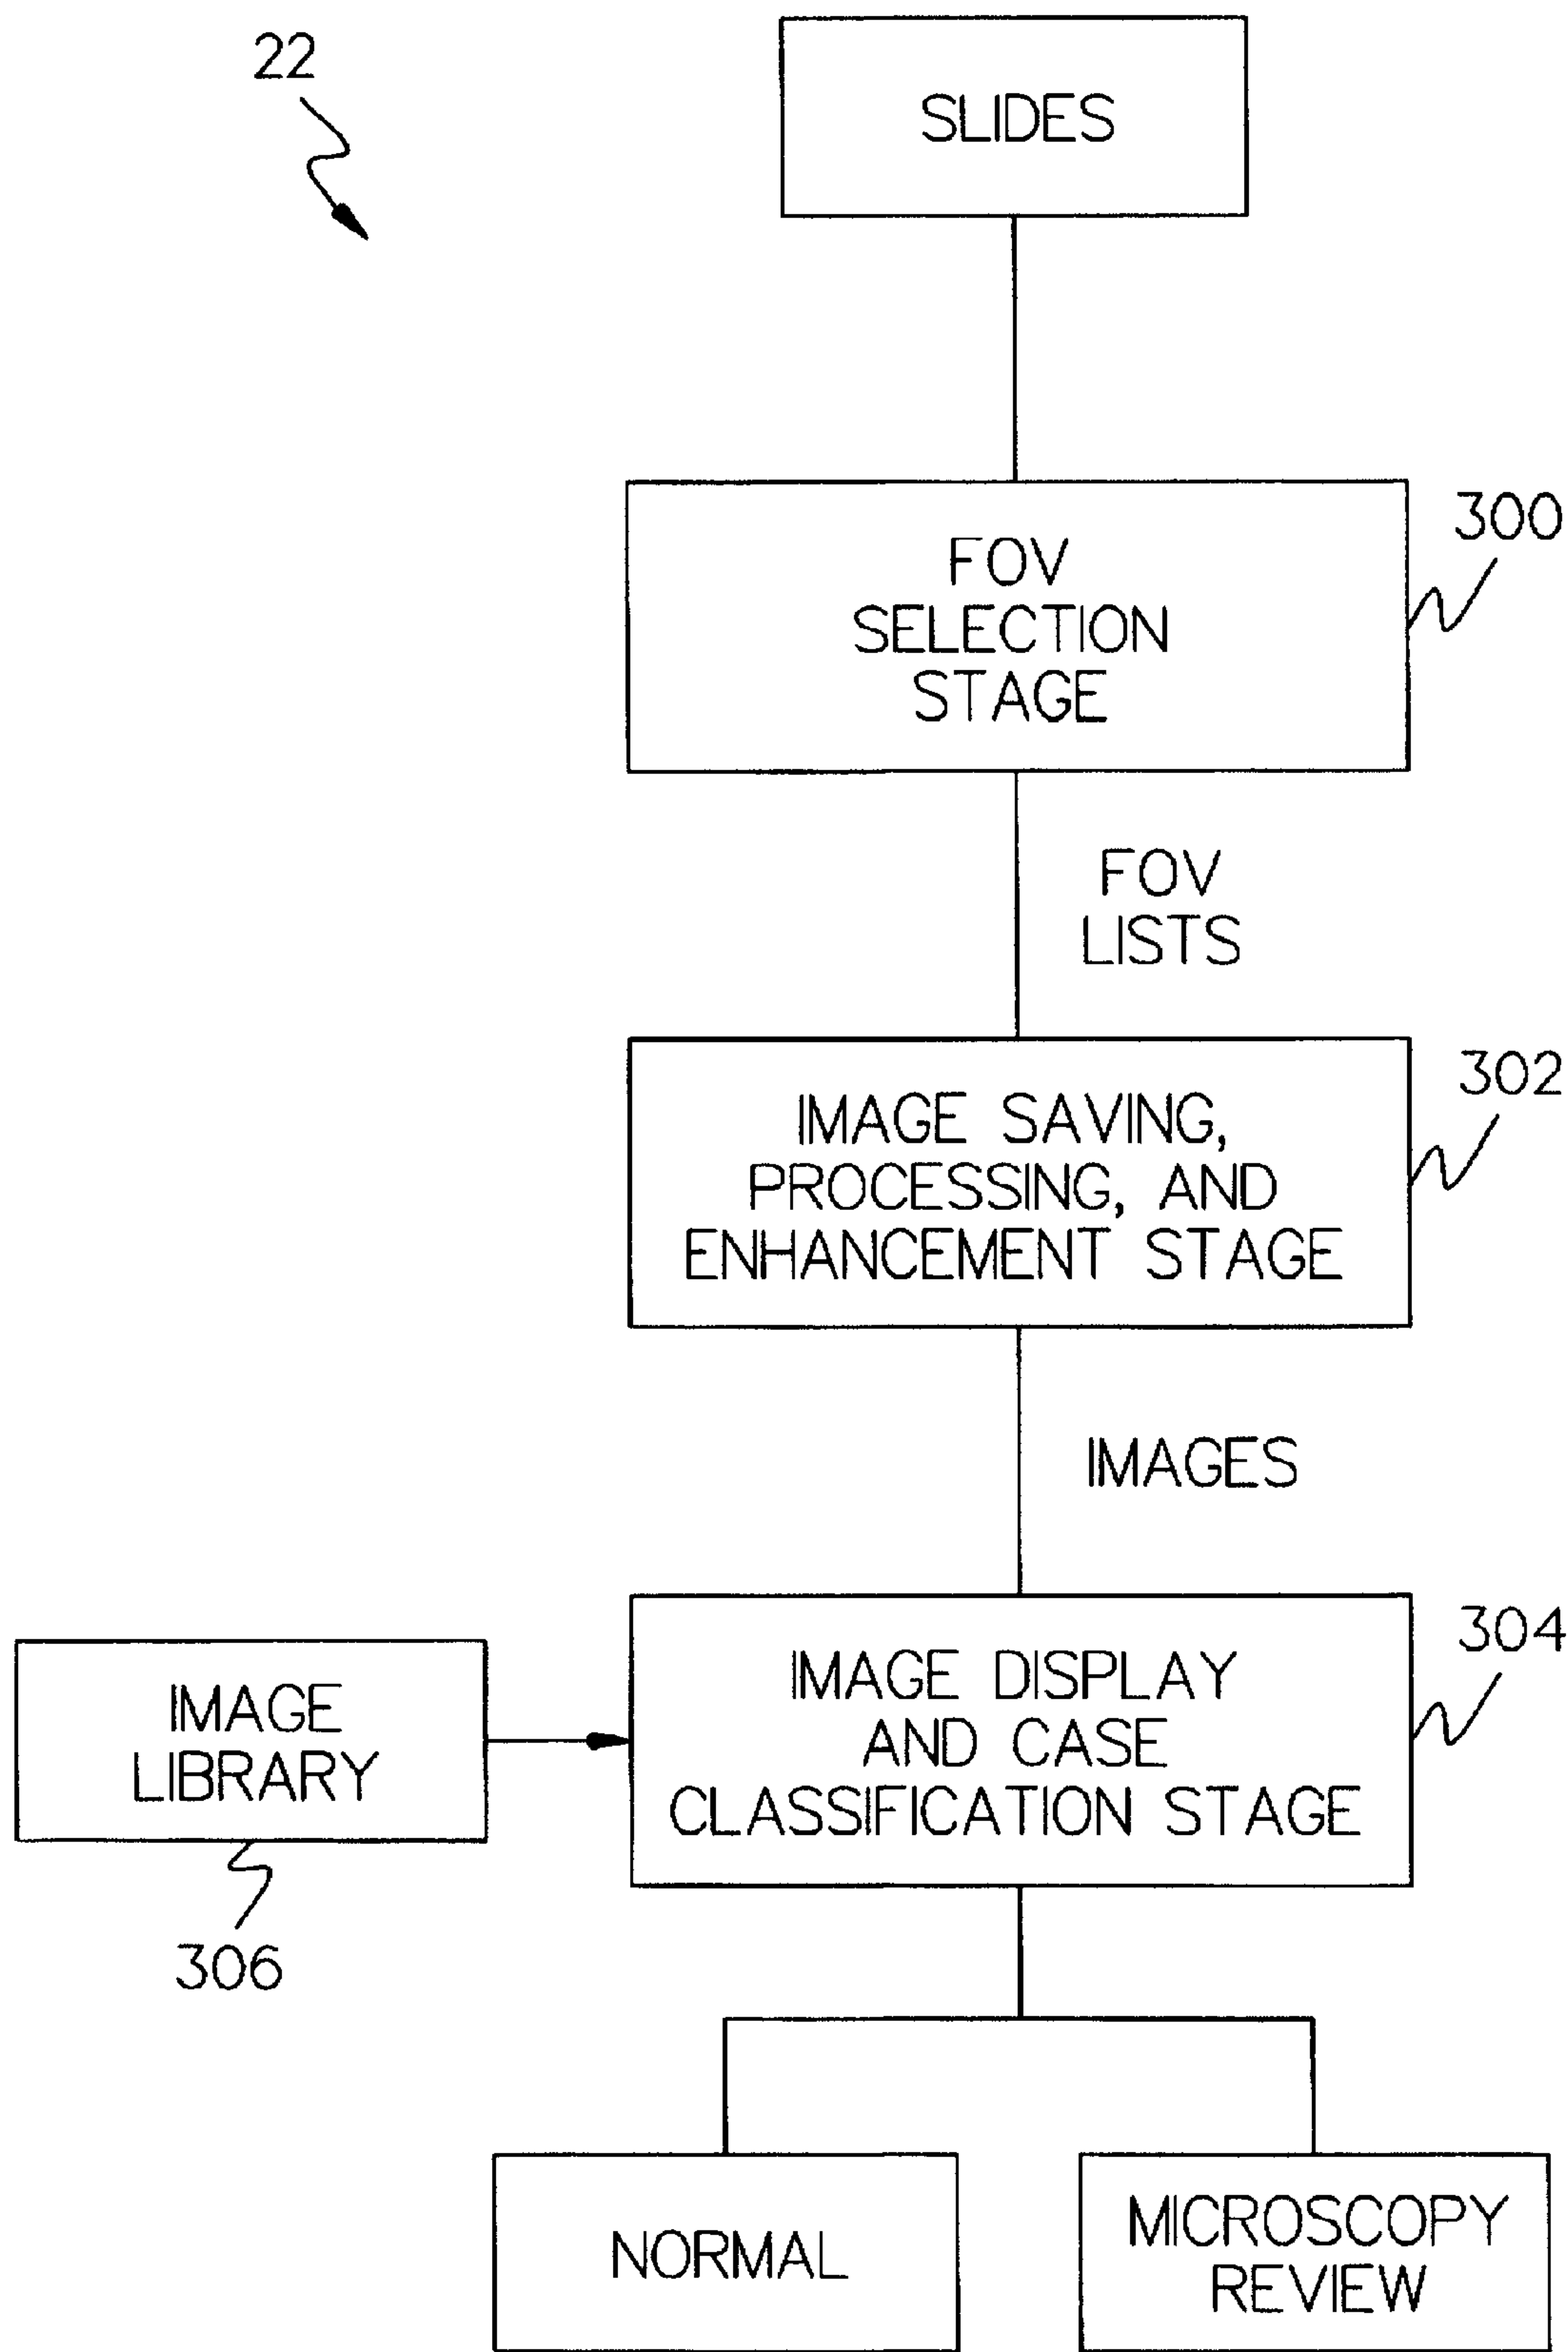 22
SLIDES
FOV
SELECTION
STAGE
300
FOV
LISTS
IMAGE SAVING,
PROCESSING, AND
ENHANCEMENT STAGE
302
IMAGES
IMAGE
LIBRARY
306
IMAGE DISPLAY
AND CASE
CLASSIFICATION STAGE
304
NORMAL
MICROSCOPY
REVIEW